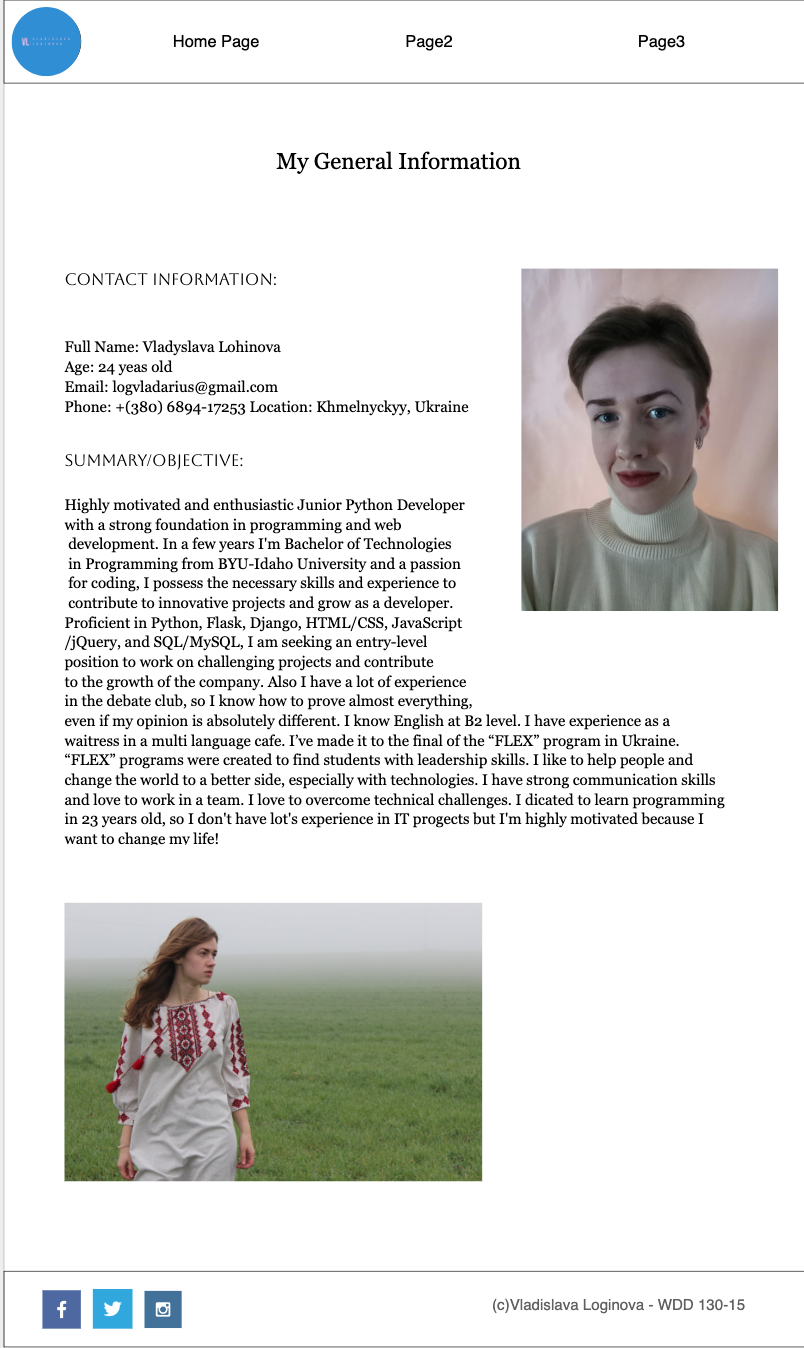 VL
Home Page
Page2
Page3
My General Information
CONTACT INFORMATION:
Full Name: Vladyslava Lohinova
Age: 24 yeas old
Email: logvladarius@gmail.com
Phone: +(380) 6894-17253 Location: Khmelnyckyy, Ukraine
SUMMARY/OBJECTIVE:
Highly motivated and enthusiastic Junior Python Developer
with a strong foundation in programming and web
development. In a few years I'm Bachelor of Technologies
in Programming from BYU-Idaho University and a passion
for coding, I possess the necessary skills and experience to
contribute to innovative projects and grow as a developer.
Proficient in Python, Flask, Django, HTML/CSS, JavaScript
/jQuery, and SQL/MySQL, I am seeking an entry-level
position to work on challenging projects and contribute
to the growth of the company. Also I have a lot of experience
in the debate club, so I know how to prove almost everything,
even if my opinion is absolutely different. I know English at B2 level. I have experience as a
waitress in a multi language cafe. I’ve made it to the final of the “FLEX” program in Ukraine.
“FLEX” programs were created to find students with leadership skills. I like to help people and
change the world to a better side, especially with technologies. I have strong communication skills
and love to work in a team. I love to overcome technical challenges. I dicated to learn programming
in 23 years old, so I don't have lot's experience in IT progects but I'm highly motivated because I
want to change my life!
(c)Vladislava Loginova - WDD 130-15